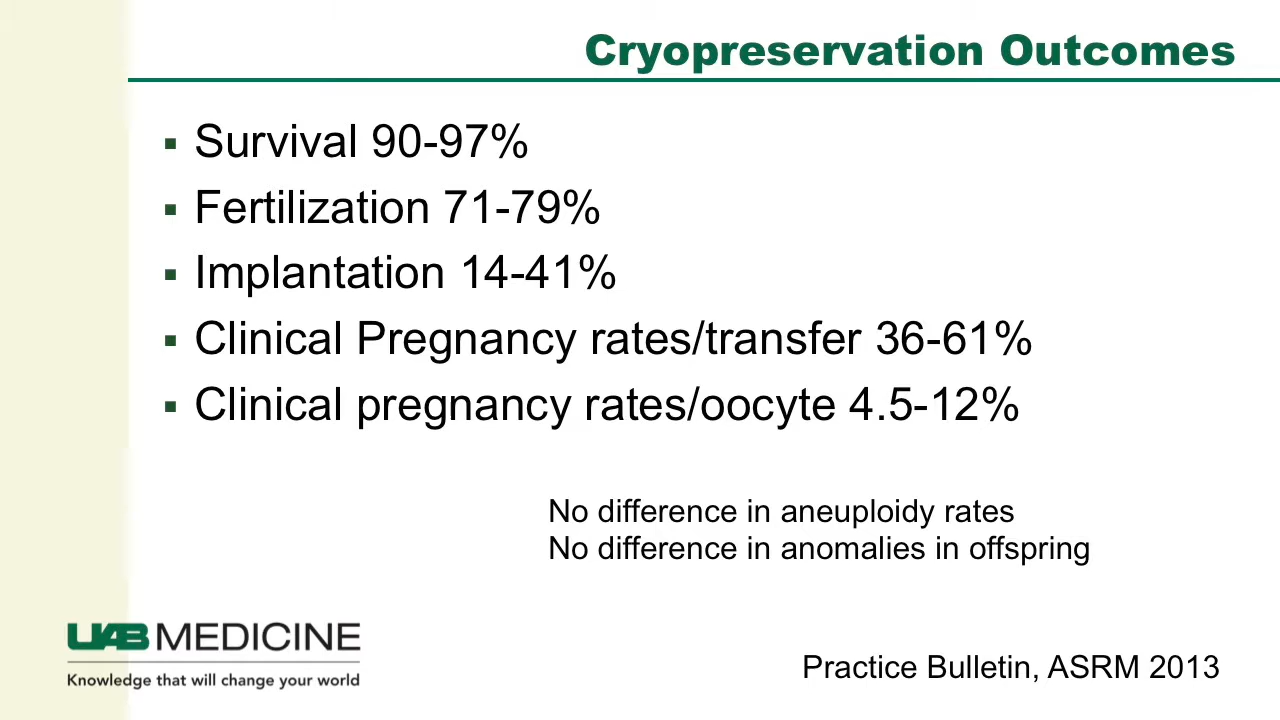 Cryopreservation Outcomes
▪ Survival 90-97%
▪ Fertilization 71-79%
▪ Implantation 14-41%
▪ Clinical Pregnancy rates/transfer 36-61%
▪ Clinical pregnancy rates/oocyte 4.5-12%
No difference in aneuploidy rates
No difference in anomalies in offspring
UAB MEDICINE
Knowledge that will change your world
Practice Bulletin, ASRM 2013